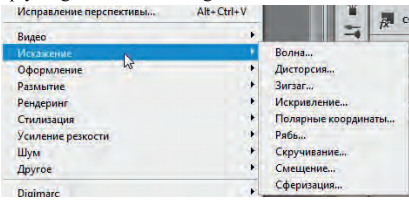 Исправление перспективы... Alt+Ctrl+V
Видео
Искажение
Оформление
Размытие
Рендеринг
Стилизация
Усиление резкости
Шум
Другое
Digimarc
Волна...
Дисторсия...
Зигзаг...
Искривление...
Полярные координаты...
Рябь...
Скручивание...
Смещение...
Сферизация...